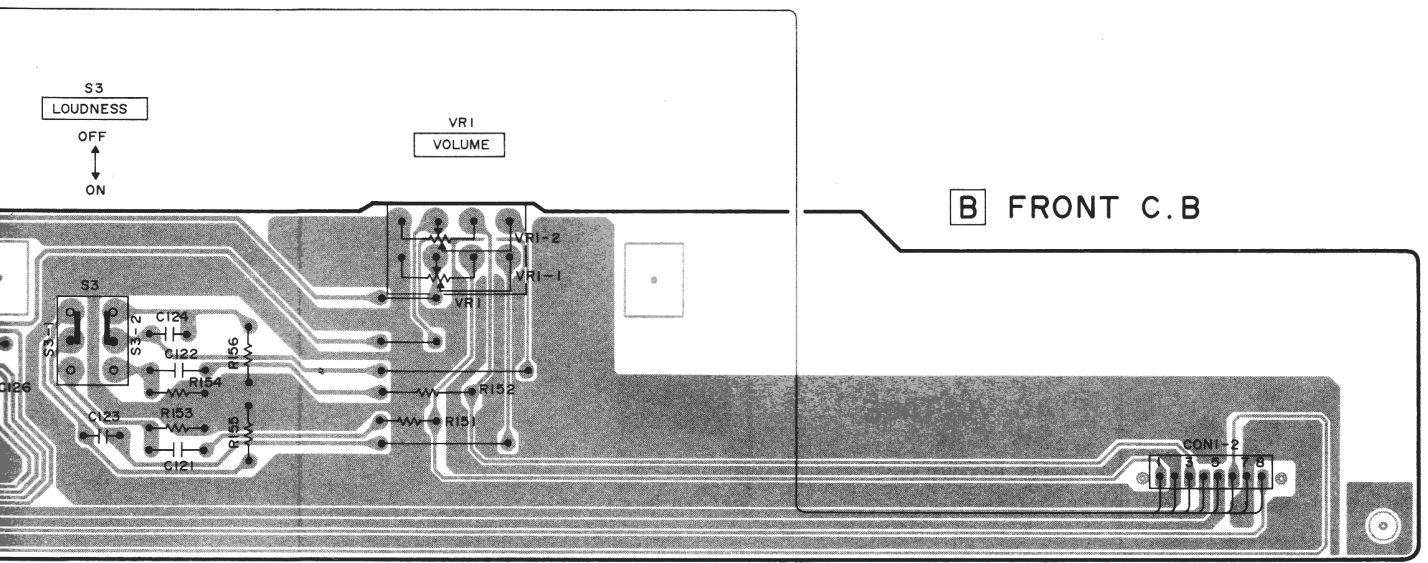 S3
LOUDNESS
OFF
ON
VR1
VOLUME
B FRONT C.B
VR1-2
VR1-1
VR1
S3
S3-1
S3-2
C124
C122
R154
R156
C126
C123
R153
C121
R155
R152
R151
CON1-2
1 3 5 7 8